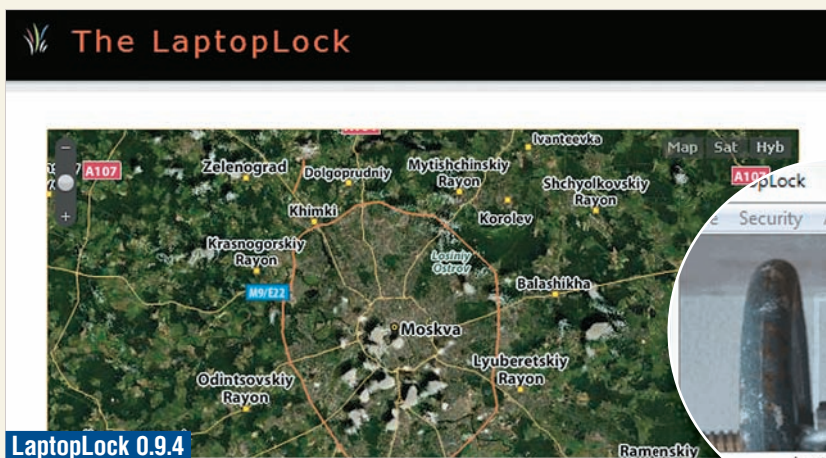 The LaptopLock
Ivanteevka
Map Sat Hyb
A107
Zelenograd
Dolgoprudniy
Mytishchinskiy
Rayon
A107
Shchyolkovskiy
Rayon
Khimki
Korolev
Security
Krasnogorskiy
Rayon
Losiniy
Ostrov
M9/E22
Balashikha
Moskva
Lyuberetskiy
Rayon
Odintsovskiy
Rayon
LaptopLock 0.9.4
Ramenskiy